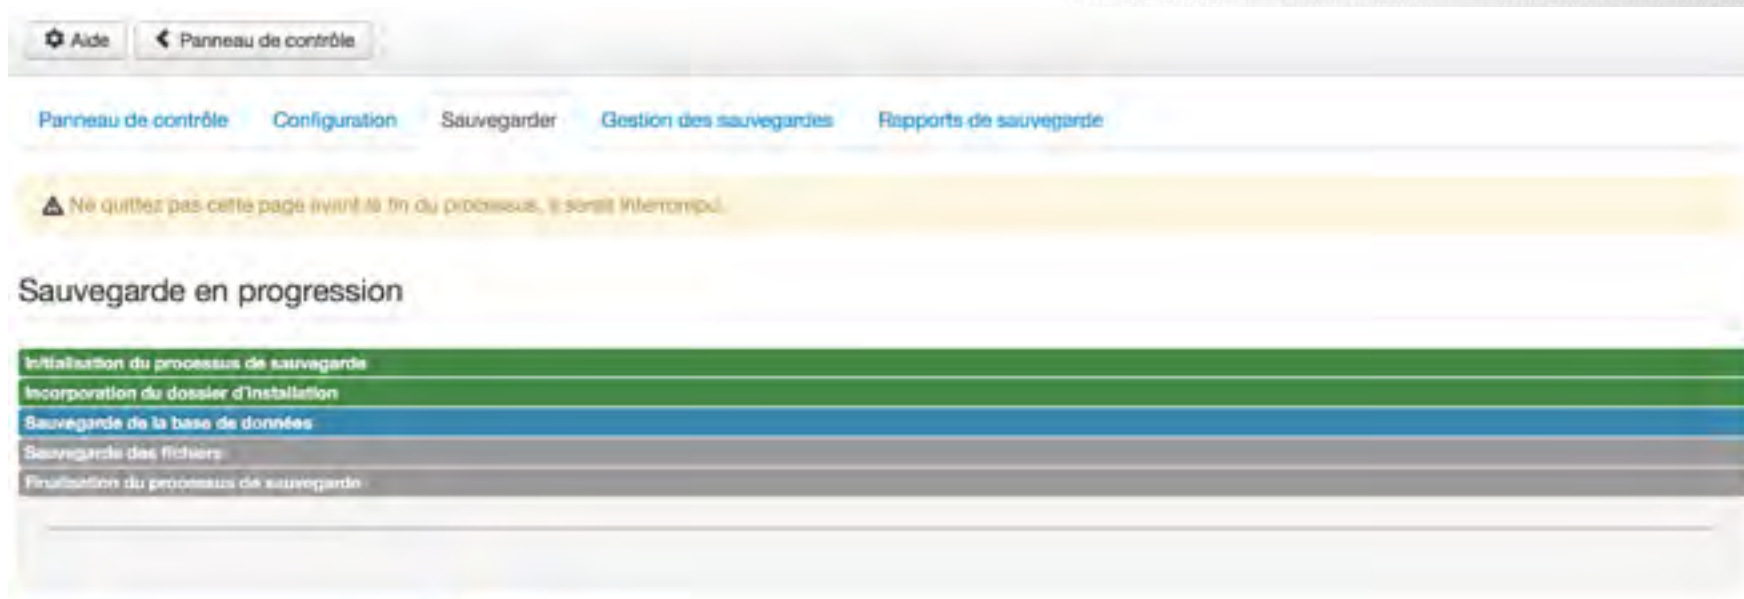 Aide
Panneau de contrôle
Panneau de contrôle
Configuration
Sauvegarder
Gestion des sauvegardes
Rapports de sauvegarde
Ne quittez pas cette page avant la fin du processus, il serait interrompu.
Sauvegarde en progression
Initialisation du processus de sauvegarde
Incorporation du dossier d'installation
Sauvegarde de la base de données
Sauvegarde des fichiers
Finalisation du processus de sauvegarde